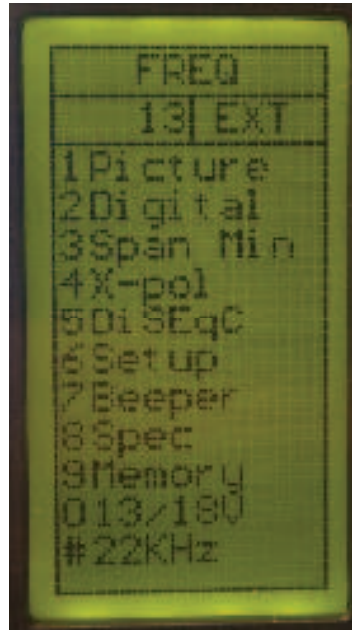 FREQ
13 EXT
1Picture
2Digital
3Span Min
4X-pol
5DiSEqC
6Setup
7Beeper
8Spec
9Memory
013/18V
#22KHz